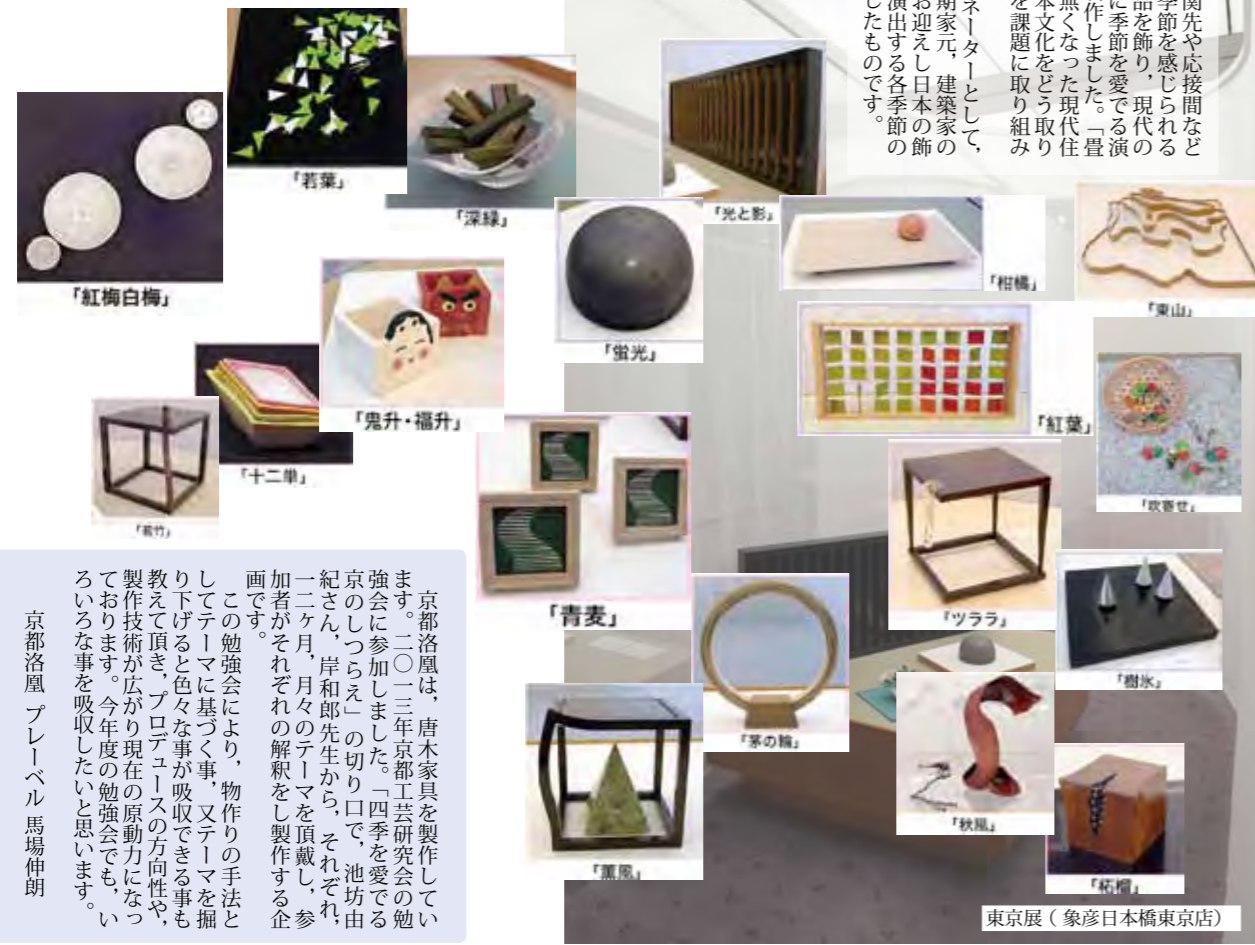 関先や応接間など
季節を感じられる
品を飾り，現代の
に季節を愛でる演
作しました。「畳
無くなった現代住
本文化をどう取り
を課題に取り組み
ネーターとして，
期家元，建築家の
お迎えし日本の飾
演出する各季節の
したものです。
「若葉」
「深緑」
「光と影」
「柑橘」
「東山」
「紅梅白梅」
「蛍光」
「鬼升・福升」
「紅葉」
「十二単」
「吹寄せ」
「若竹」
「青麦」
「ツララ」
「樹氷」
「茅の輪」
「秋風」
「薫風」
「柘榴」
東京展（象彦日本橋東京店）
京都洛凰は，唐木家具を製作してい
ます。二〇一三年京都工芸研究会の勉
強会に参加しました。「四季を愛でる
京のしつらえ」の切り口で，池坊由
紀さん，岸和郎先生から，それぞれ，
一二ヶ月，月々のテーマを頂戴し，参
加者がそれぞれの解釈をし製作する企
画です。
この勉強会により，物作りの手法と
してテーマに基づく事，又テーマを掘
り下げると色々な事が吸収できる事も
教えて頂き，プロデュースの方向性や，
製作技術が広がり現在の原動力になっ
ております。今年度の勉強会でも，い
ろいろな事を吸収したいと思います。
京都洛凰 プレーベル 馬場伸朗